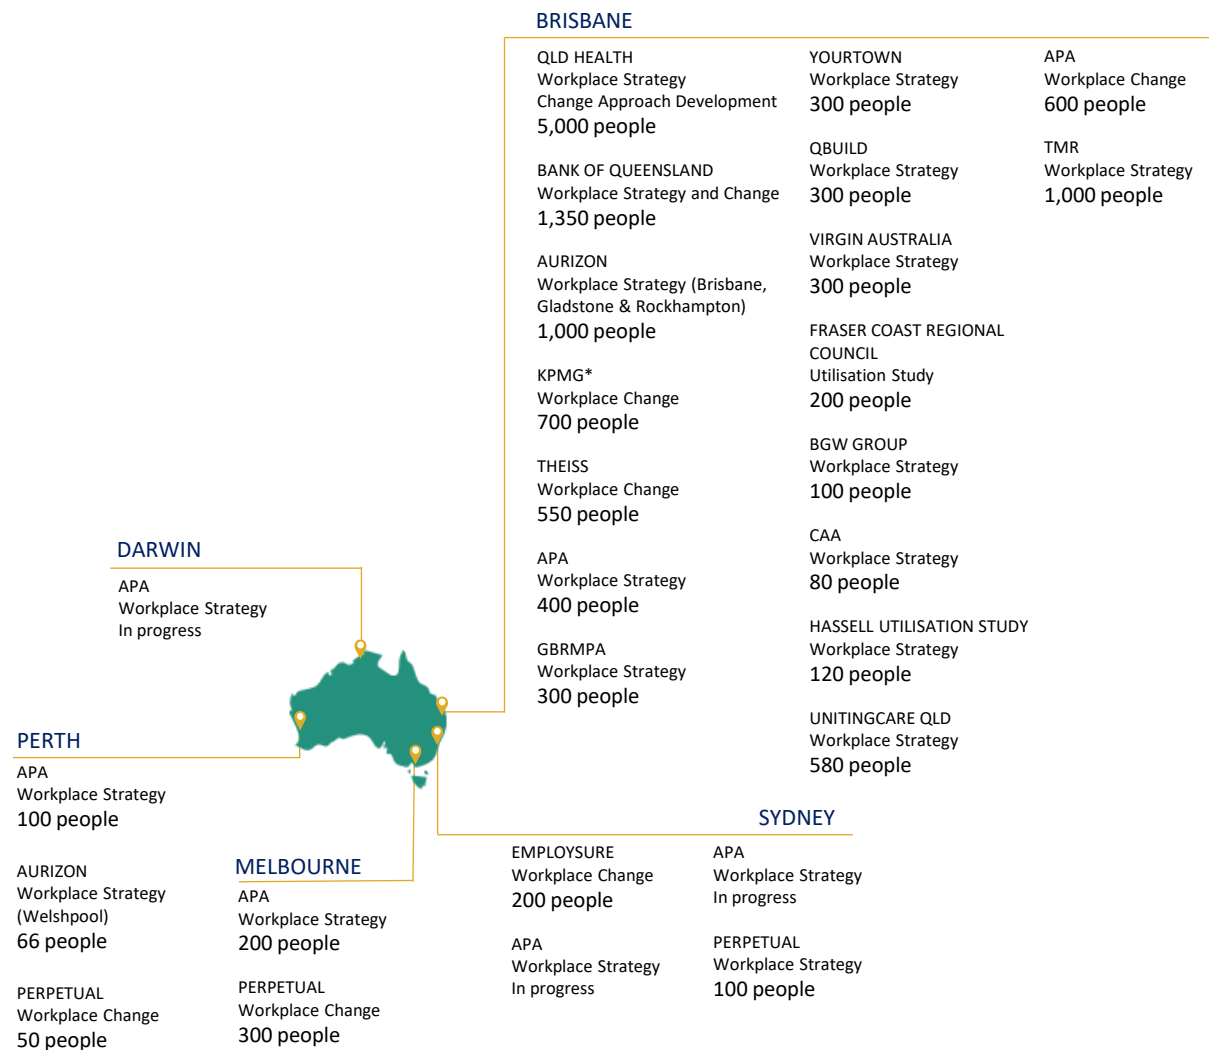 BRISBANE
QLD HEALTH
Workplace Strategy
Change Approach Development
5,000 people
BANK OF QUEENSLAND
Workplace Strategy and Change
1,350 people
AURIZON
Workplace Strategy (Brisbane,
Gladstone & Rockhampton)
1,000 people
KPMG*
Workplace Change
700 people
THEISS
Workplace Change
550 people
APA
Workplace Strategy
400 people
GBRMPA
Workplace Strategy
300 people
YOURTOWN
Workplace Strategy
300 people
QBUILD
Workplace Strategy
300 people
VIRGIN AUSTRALIA
Workplace Strategy
300 people
FRASER COAST REGIONAL
COUNCIL
Utilisation Study
200 people
BGW GROUP
Workplace Strategy
100 people
CAA
Workplace Strategy
80 people
HASSELL UTILISATION STUDY
Workplace Strategy
120 people
UNITINGCARE QLD
Workplace Strategy
580 people
APA
Workplace Change
600 people
TMR
Workplace Strategy
1,000 people
DARWIN
APA
Workplace Strategy
In progress
PERTH
APA
Workplace Strategy
100 people
AURIZON
Workplace Strategy
(Welshpool)
66 people
PERPETUAL
Workplace Change
50 people
MELBOURNE
APA
Workplace Strategy
200 people
PERPETUAL
Workplace Change
300 people
SYDNEY
EMPLOYSURE
Workplace Change
200 people
APA
Workplace Strategy
In progress
APA
Workplace Strategy
In progress
PERPETUAL
Workplace Strategy
100 people